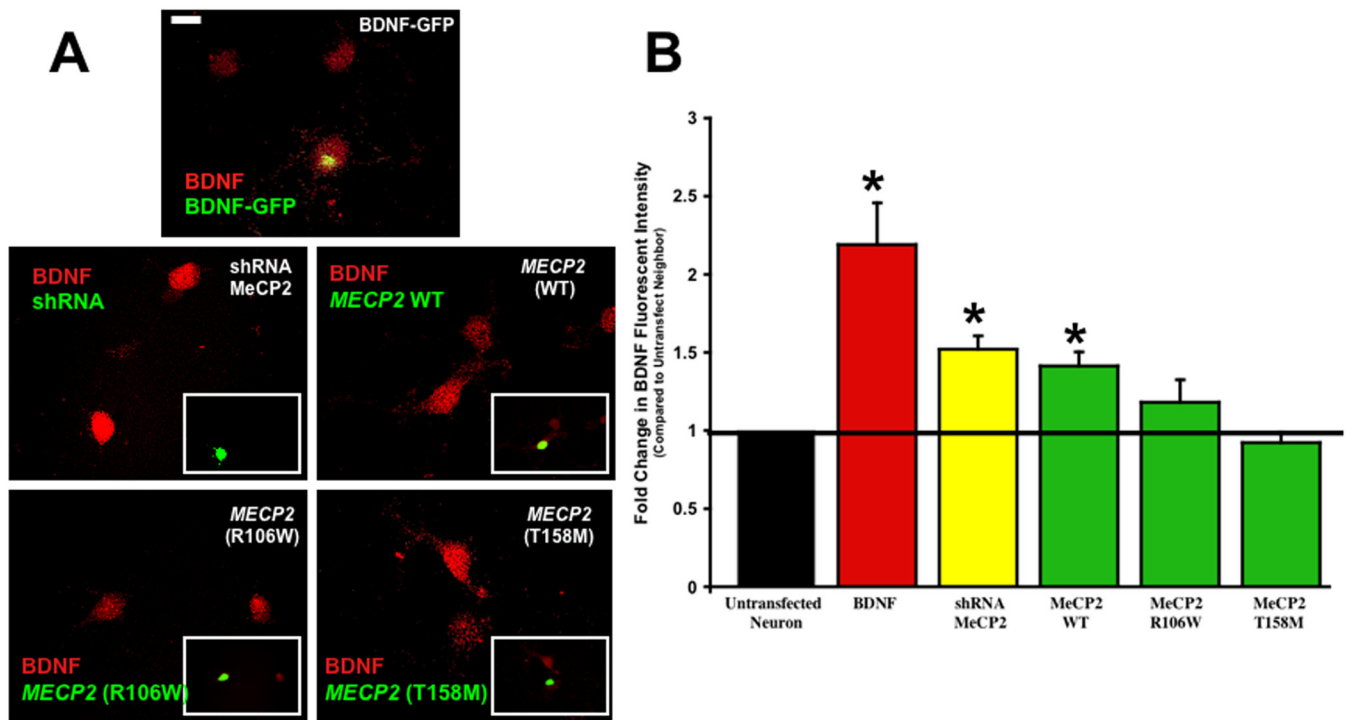 A
BDNF-GFP
BDNF
BDNF-GFP
BDNF
shRNA
shRNA
MeCP2
BDNF
MECP2 WT
MECP2
(WT)
MECP2
(R106W)
BDNF
MECP2 (R106W)
MECP2
(T158M)
BDNF
MECP2 (T158M)
B
Fold Change in BDNF Fluorescent Intensity
(Compared to Untransfect Neighbor)
3
2.5
2
1.5
1
0.5
0
Untransfected
Neuron
BDNF
shRNA
MeCP2
MeCP2
WT
MeCP2
R106W
MeCP2
T158M